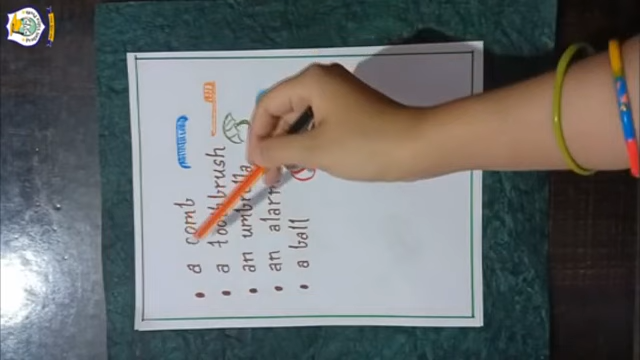 • a comb
• a toothbrush
• an umbrella
• an alarm
• a ball